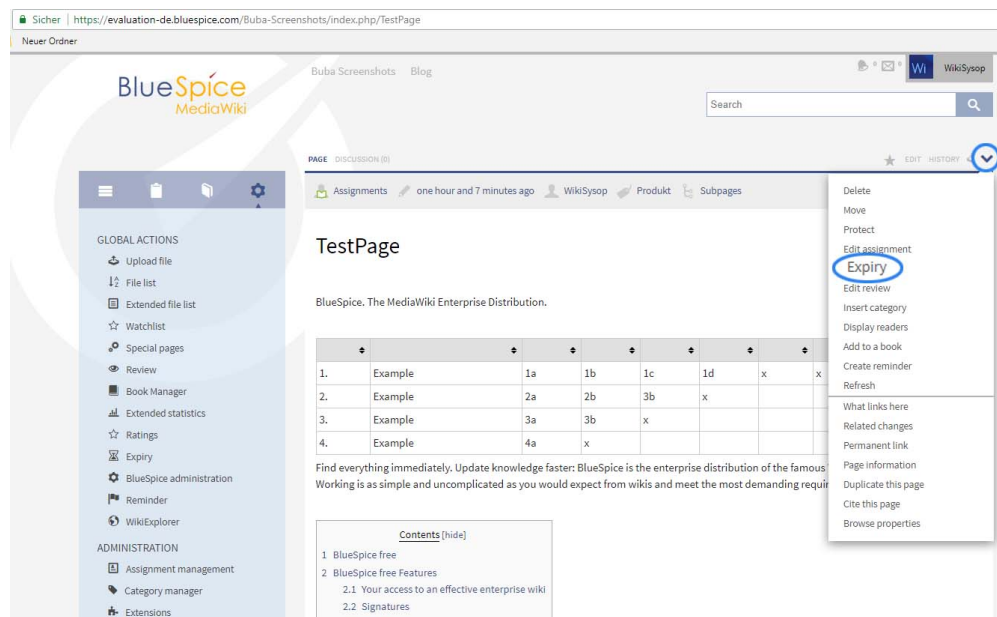 Sicher | https://evaluation-de.bluespice.com/Buba-Screenshots/index.php/TestPage
Neuer Ordner
BlueSpice
MediaWiki
Buba Screenshots Blog
Wi WikiSysop
Search
PAGE DISCUSSION (0)
EDIT HISTORY
Assignments one hour and 7 minutes ago WikiSysop Produkt Subpages
GLOBAL ACTIONS
Upload file
File list
Extended file list
Watchlist
Special pages
Review
Book Manager
Extended statistics
Ratings
Expiry
BlueSpice administration
Reminder
WikiExplorer
ADMINISTRATION
Assignment management
Category manager
Extensions
TestPage
BlueSpice. The MediaWiki Enterprise Distribution.
1. Example 1a 1b 1c 1d x x
2. Example 2a 2b 3b x
3. Example 3a 3b x
4. Example 4a x
Find everything immediately. Update knowledge faster: BlueSpice is the enterprise distribution of the famous
Working is as simple and uncomplicated as you would expect from wikis and meet the most demanding
Contents [hide]
1 BlueSpice free
2 BlueSpice free Features
2.1 Your access to an effective enterprise wiki
2.2 Signatures
Delete
Move
Protect
Edit assignment
Expiry
Edit review
Insert category
Display readers
Add to a book
Create reminder
Refresh
What links here
Related changes
Permanent link
Page information
Duplicate this page
Cite this page
Browse properties